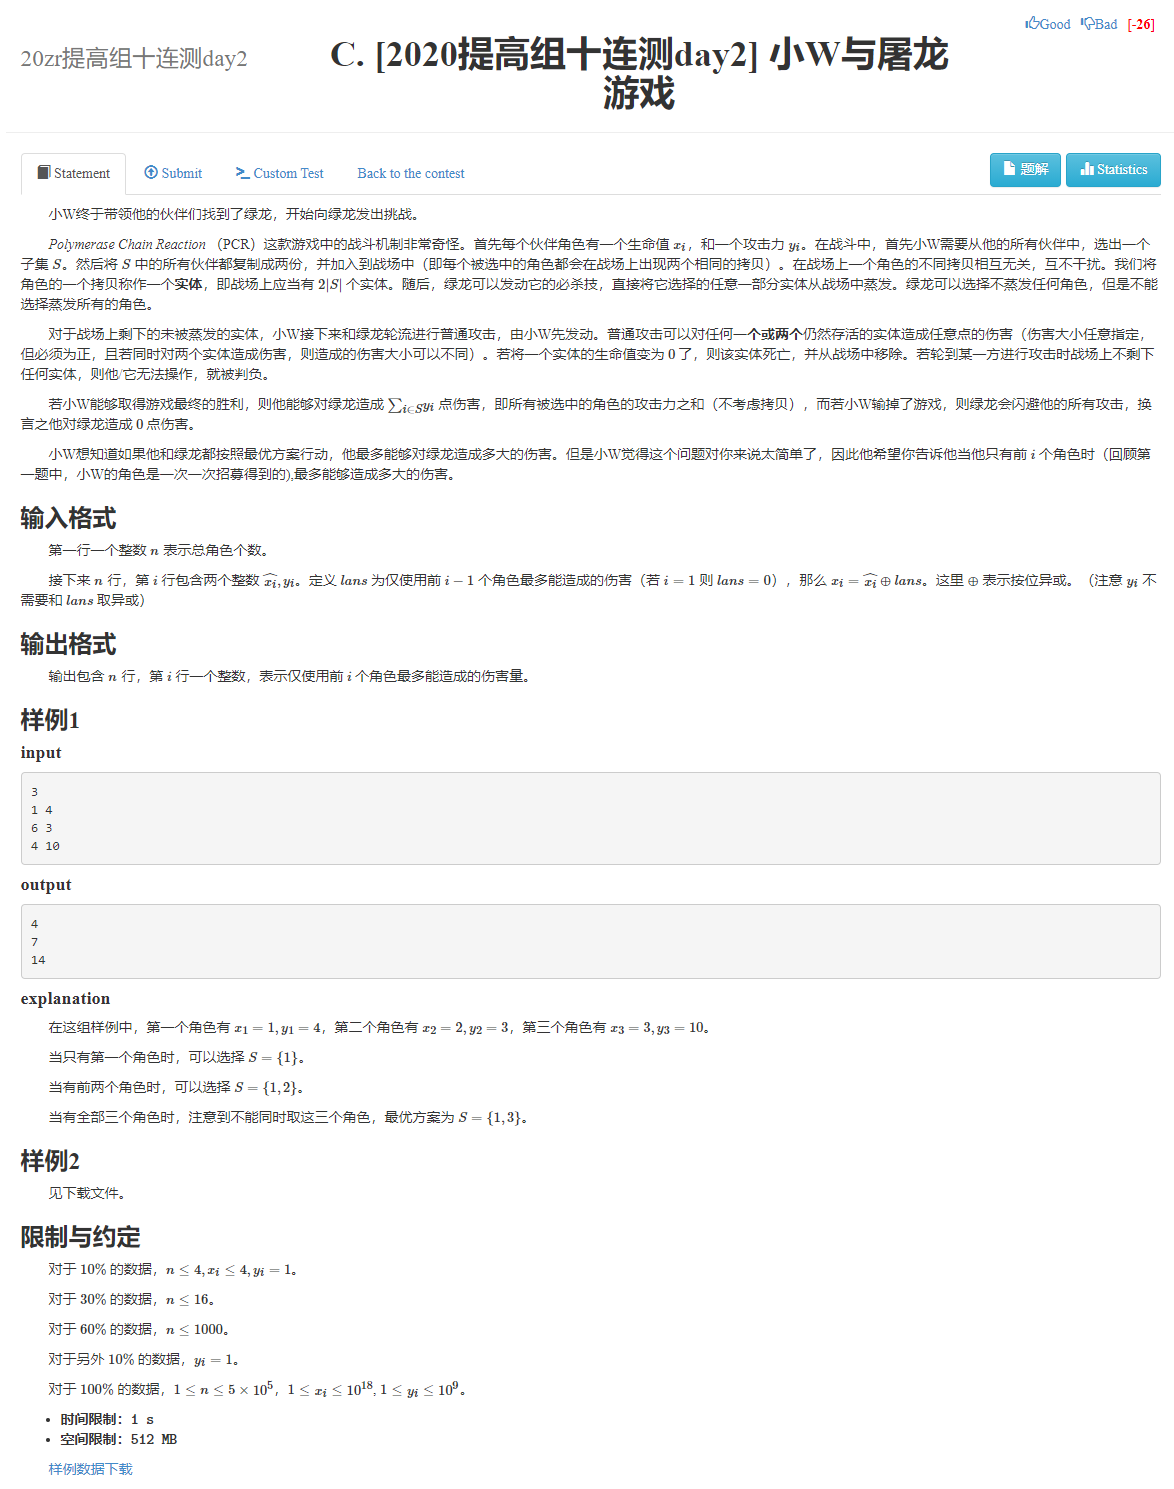 Good Bad [-26]
20zr提高组十连测day2
C. [2020提高组十连测day2] 小W与屠龙
游戏
Statement Submit Custom Test Back to the contest 题解 Statistics
小W终于带领他的伙伴们找到了绿龙，开始向绿龙发出挑战。
Polymerase Chain Reaction （PCR）这款游戏中的战斗机制非常奇怪。首先每个伙伴角色有一个生命值 x_i，和一个攻击力 y_i。在战斗中，首先小W需要从他的所有伙伴中，选出一个
子集 S。然后将 S 中的所有伙伴都复制成两份，并加入到战场中（即每个被选中的角色都会在战场上出现两个相同的拷贝）。在战场上一个角色的不同拷贝相互无关，互不干扰。我们将
角色的一个拷贝称作一个实体，即战场上应当有 2|S| 个实体。随后，绿龙可以发动它的必杀技，直接将它选择的任意一部分实体从战场中蒸发。绿龙可以选择不蒸发任何角色，但是不能
选择蒸发所有的角色。
对于战场上剩下的未被蒸发的实体，小W接下来和绿龙轮流进行普通攻击，由小W先发动。普通攻击可以对任何一个或两个仍然存活的实体造成任意点的伤害（伤害大小任意指定，
但必须为正，且若同时对两个实体造成伤害，则造成的伤害大小可以不同）。若将一个实体的生命值变为 0 了，则该实体死亡，并从战场中移除。若轮到某一方进行攻击时战场上不剩下
任何实体，则他/它无法操作，就被判负。
若小W能够取得游戏最终的胜利，则他能够对绿龙造成 ∑_{i∈S} y_i 点伤害，即所有被选中的角色的攻击力之和（不考虑拷贝），而若小W输掉了游戏，则绿龙会闪避他的所有攻击，换
言之他对绿龙造成 0 点伤害。
小W想知道如果他和绿龙都按照最优方案行动，他最多能够对绿龙造成多大的伤害。但是小W觉得这个问题对你来说太简单了，因此他希望你告诉他当他只有前 i 个角色时（回顾第
一题中，小W的角色是一次一次招募得到的),最多能够造成多大的伤害。
输入格式
第一行一个整数 n 表示总角色个数。
接下来 n 行，第 i 行包含两个整数 \widehat{x_i}, y_i。定义 lans 为仅使用前 i − 1 个角色最多能造成的伤害（若 i = 1 则 lans = 0），那么 x_i = \widehat{x_i} ⊕ lans。这里 ⊕ 表示按位异或。（注意 y_i 不
需要和 lans 取异或）
输出格式
输出包含 n 行，第 i 行一个整数，表示仅使用前 i 个角色最多能造成的伤害量。
样例1
input
3
1 4
6 3
4 10
output
4
7
14
explanation
在这组样例中，第一个角色有 x_1 = 1, y_1 = 4，第二个角色有 x_2 = 2, y_2 = 3，第三个角色有 x_3 = 3, y_3 = 10。
当只有第一个角色时，可以选择 S = {1}。
当有前两个角色时，可以选择 S = {1, 2}。
当有全部三个角色时，注意到不能同时取这三个角色，最优方案为 S = {1, 3}。
样例2
见下载文件。
限制与约定
对于 10% 的数据，n ≤ 4, x_i ≤ 4, y_i = 1。
对于 30% 的数据，n ≤ 16。
对于 60% 的数据，n ≤ 1000。
对于另外 10% 的数据，y_i = 1。
对于 100% 的数据，1 ≤ n ≤ 5 × 10^5，1 ≤ x_i ≤ 10^18, 1 ≤ y_i ≤ 10^9。
• 时间限制：1 s
• 空间限制：512 MB
样例数据下载